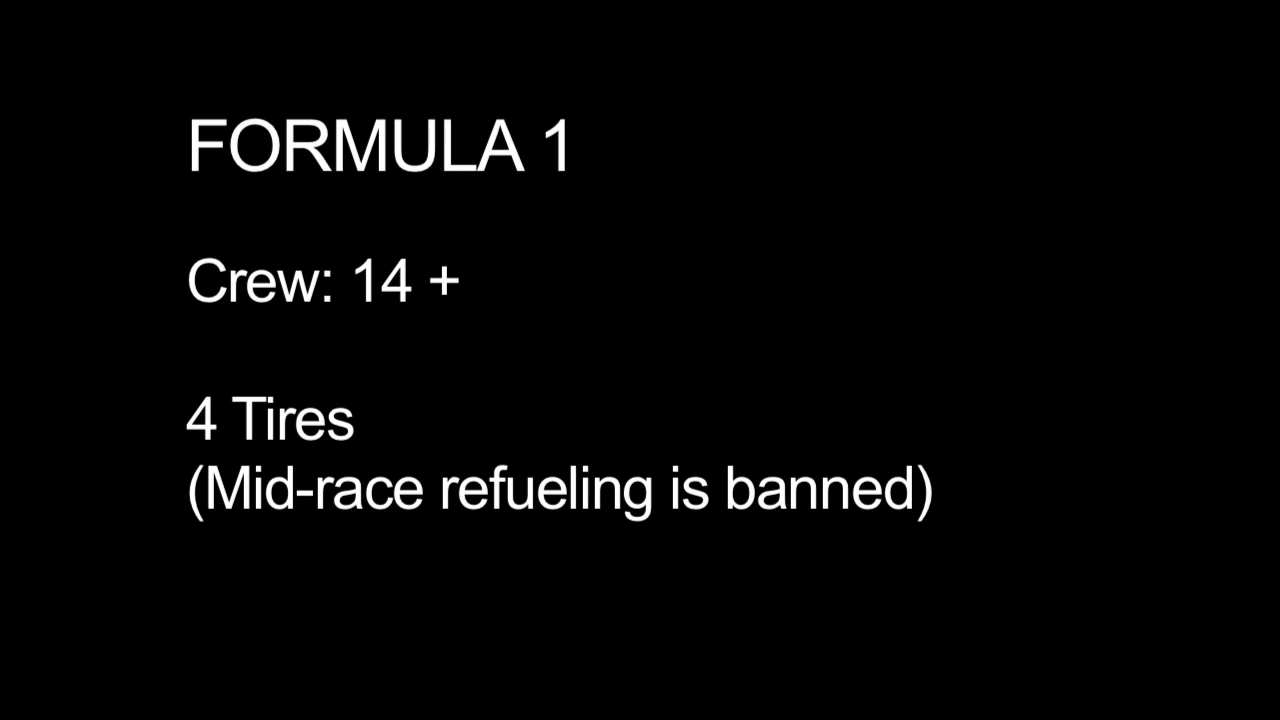 FORMULA 1
Crew: 14 +
4 Tires
(Mid-race refueling is banned)